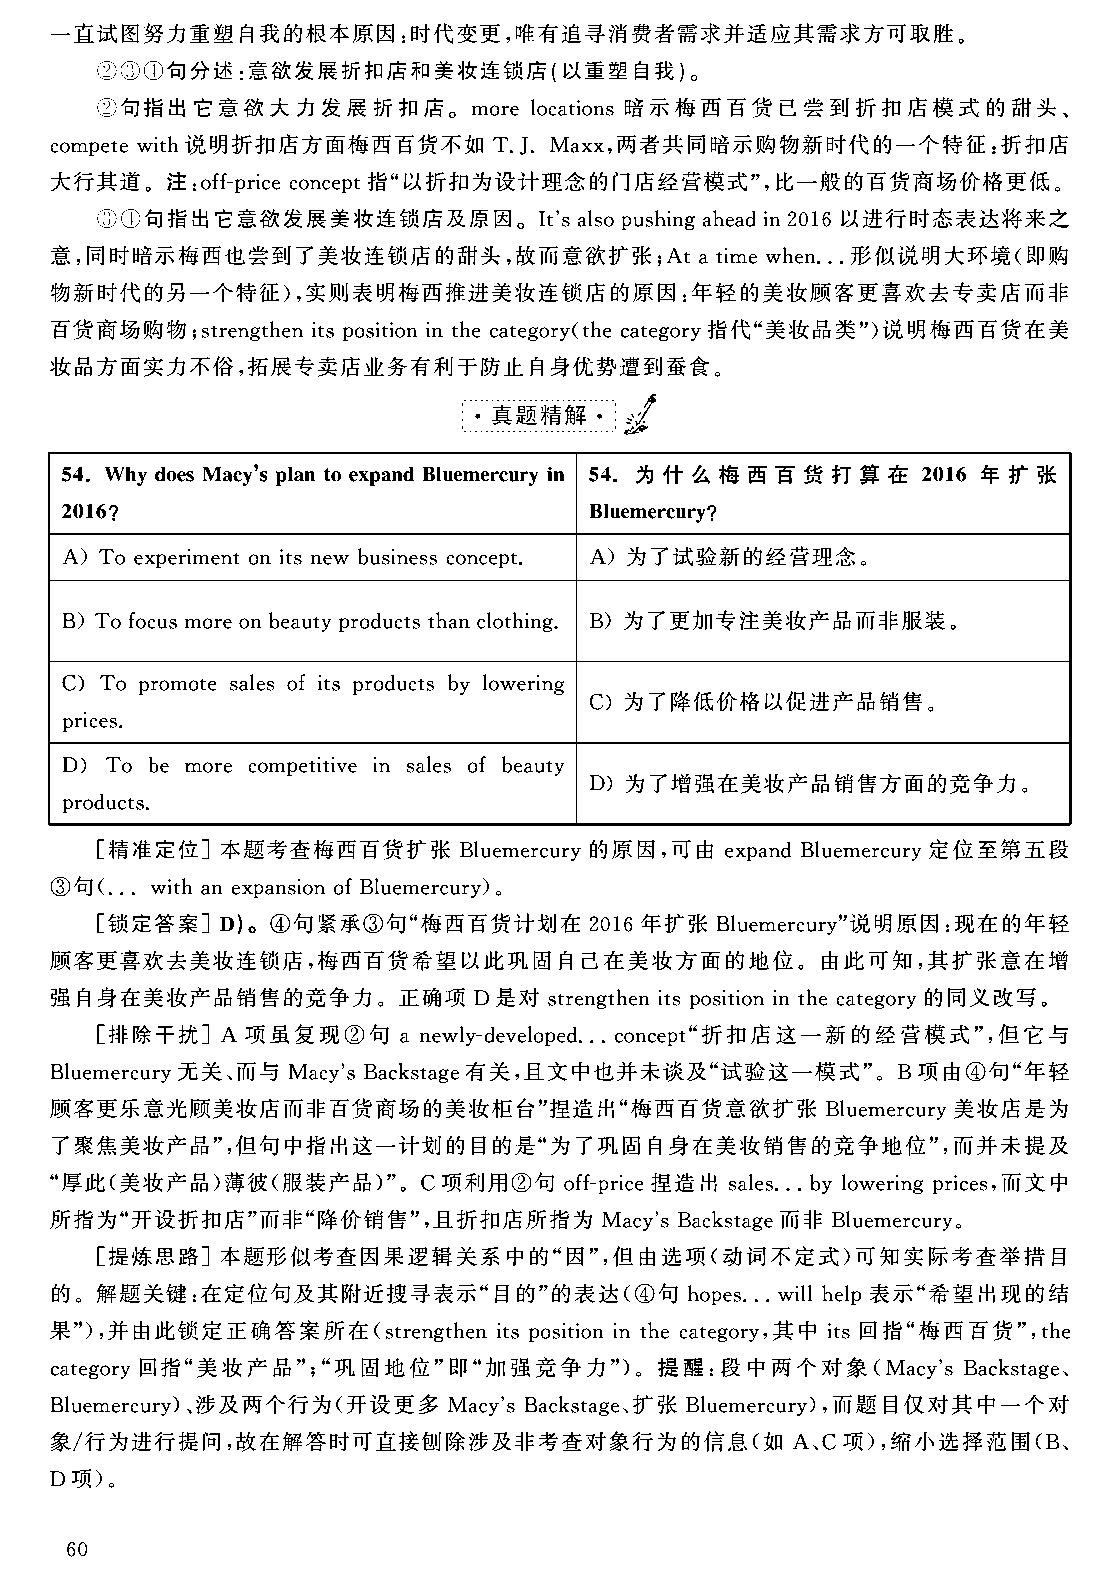 一直试图努力重塑自我的根本原因:时代变更,唯有追寻消费者需求并适应其需求方可取胜。
②③①句分述:意欲发展折扣店和美妆连锁店(以重塑自我)。
②句指出它意欲大力发展折扣店。more locations 暗示梅西百货已尝到折扣店模式的甜头、
compete with 说明折扣店方面梅西百货不如 T. J. Maxx,两者共同暗示购物新时代的一个特征:折扣店
大行其道。注:off-price concept 指“以折扣为设计理念的门店经营模式”,比一般的百货商场价格更低。
③①句指出它意欲发展美妆连锁店及原因。It's also pushing ahead in 2016 以进行时态表达将来之
意,同时暗示梅西也尝到了美妆连锁店的甜头,故而意欲扩张;At a time when... 形似说明大环境(即购
物新时代的另一个特征),实则表明梅西推进美妆连锁店的原因:年轻的美妆顾客更喜欢去专卖店而非
百货商场购物;strengthen its position in the category(the category 指代“美妆品类”)说明梅西百货在美
妆品方面实力不俗,拓展专卖店业务有利于防止自身优势遭到蚕食。
·真题精解·
54. Why does Macy's plan to expand Bluemercury in
2016?
54. 为什么梅西百货打算在 2016 年扩张
Bluemercury?
A) To experiment on its new business concept.
A) 为了试验新的经营理念。
B) To focus more on beauty products than clothing.
B) 为了更加专注美妆产品而非服装。
C) To promote sales of its products by lowering
prices.
C) 为了降低价格以促进产品销售。
D) To be more competitive in sales of beauty
products.
D) 为了增强在美妆产品销售方面的竞争力。
[精准定位] 本题考查梅西百货扩张 Bluemercury 的原因,可由 expand Bluemercury 定位至第五段
③句(... with an expansion of Bluemercury)。
[锁定答案] D)。④句紧承③句“梅西百货计划在 2016 年扩张 Bluemercury”说明原因:现在的年轻
顾客更喜欢去美妆连锁店,梅西百货希望以此巩固自己在美妆方面的地位。由此可知,其扩张意在增
强自身在美妆产品销售的竞争力。正确项 D 是对 strengthen its position in the category 的同义改写。
[排除干扰] A 项虽复现②句 a newly-developed... concept“折扣店这一新的经营模式”,但它与
Bluemercury 无关、而与 Macy's Backstage 有关,且文中也并未谈及“试验这一模式”。B 项由④句“年轻
顾客更乐意光顾美妆店而非百货商场的美妆柜台”捏造出“梅西百货意欲扩张 Bluemercury 美妆店是为
了聚焦美妆产品”,但句中指出这一计划的目的是“为了巩固自身在美妆销售的竞争地位”,而并未提及
“厚此(美妆产品)薄彼(服装产品)”。C 项利用②句 off-price 捏造出 sales... by lowering prices,而文中
所指为“开设折扣店”而非“降价销售”,且折扣店所指为 Macy's Backstage 而非 Bluemercury。
[提炼思路] 本题形似考查因果逻辑关系中的“因”,但由选项(动词不定式)可知实际考查举措目
的。解题关键:在定位句及其附近搜寻表示“目的”的表达(④句 hopes... will help 表示“希望出现的结
果”),并由此锁定正确答案所在(strengthen its position in the category,其中 its 回指“梅西百货”,the
category 回指“美妆产品”;“巩固地位”即“加强竞争力”)。提醒:段中两个对象(Macy's Backstage、
Bluemercury)、涉及两个行为(开设更多 Macy's Backstage、扩张 Bluemercury),而题目仅对其中一个对
象/行为进行提问,故在解答时可直接刨除涉及非考查对象行为的信息(如 A、C 项),缩小选择范围(B、
D 项)。
60